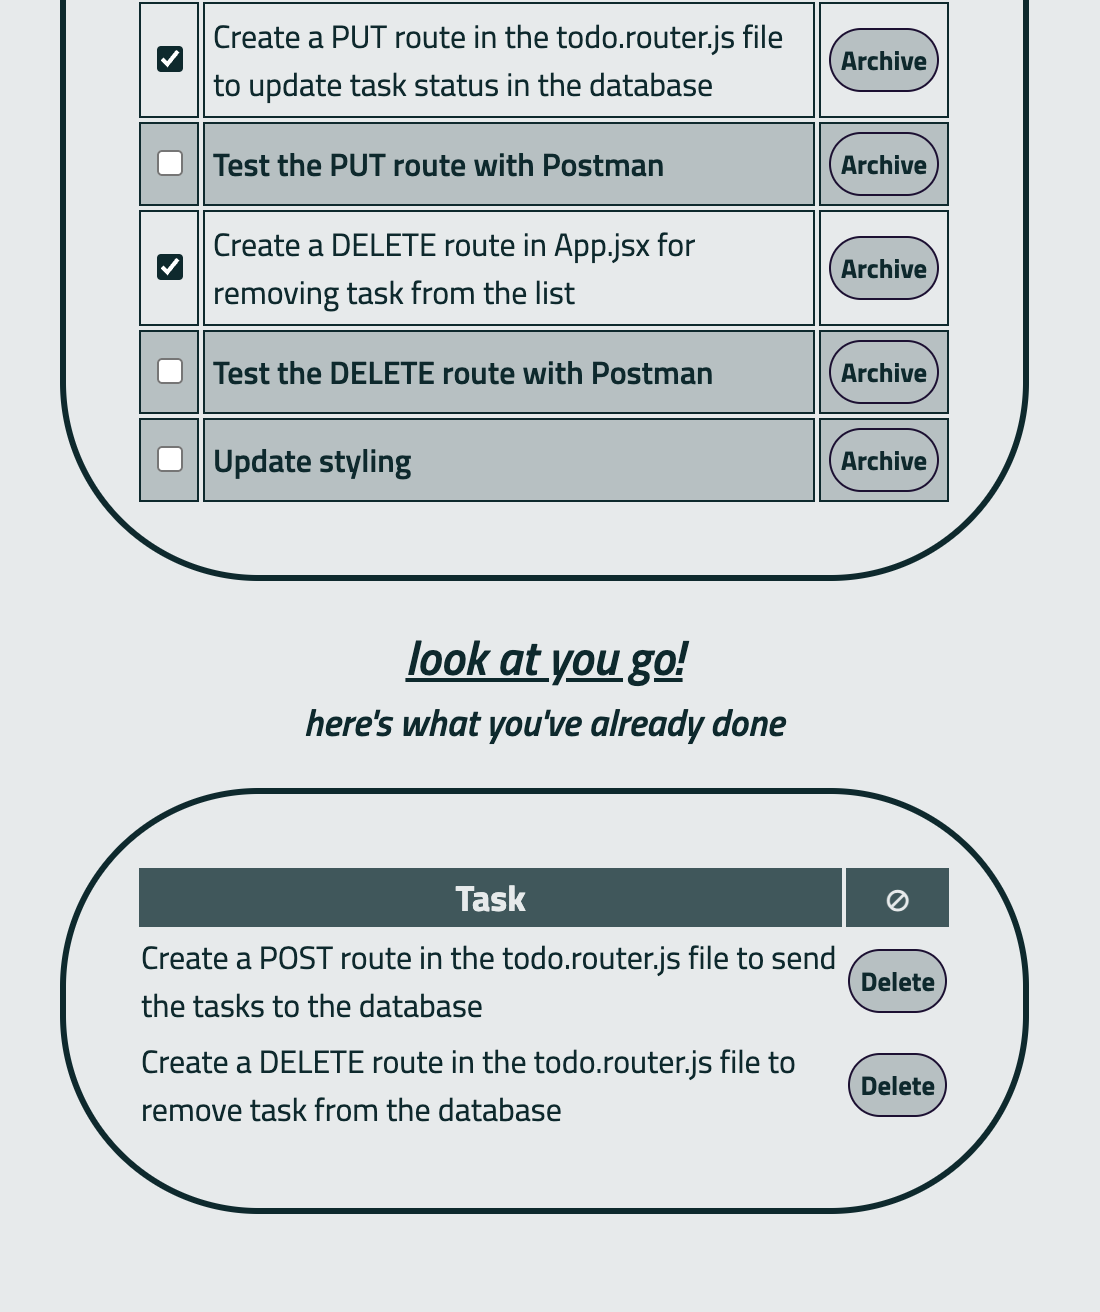 Create a PUT route in the todo.router.js file
to update task status in the database
Archive
Test the PUT route with Postman
Archive
Create a DELETE route in App.jsx for
removing task from the list
Archive
Test the DELETE route with Postman
Archive
Update styling
Archive
look at you go!
here's what you've already done
Task ⊘
Create a POST route in the todo.router.js file to send
the tasks to the database
Delete
Create a DELETE route in the todo.router.js file to
remove task from the database
Delete